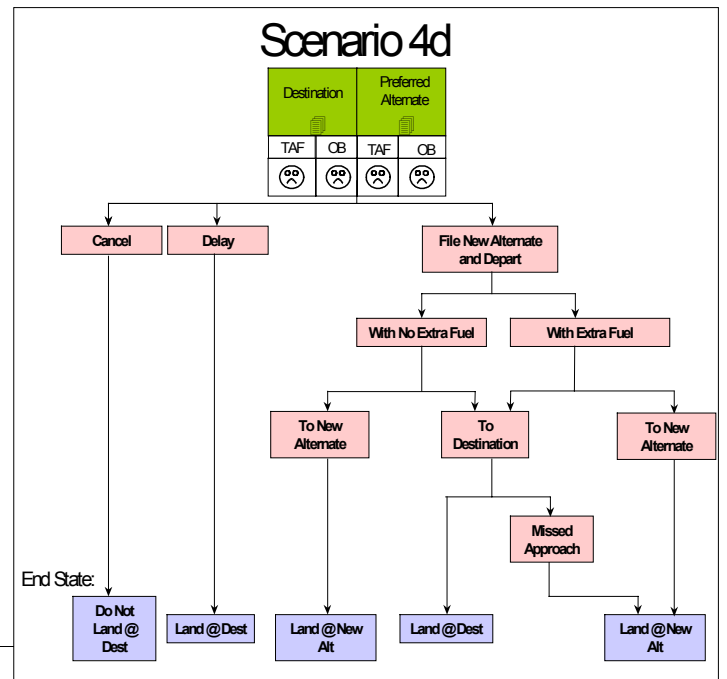 Scenario 4d
Destination
Preferred
Alternate
TAF OB TAF OB
Cancel
Delay
File New Alternate
and Depart
With No Extra Fuel
With Extra Fuel
To New
Alternate
To
Destination
To New
Alternate
Missed
Approach
End State:
Do Not
Land @
Dest
Land @Dest
Land @New
Alt
Land @Dest
Land @New
Alt